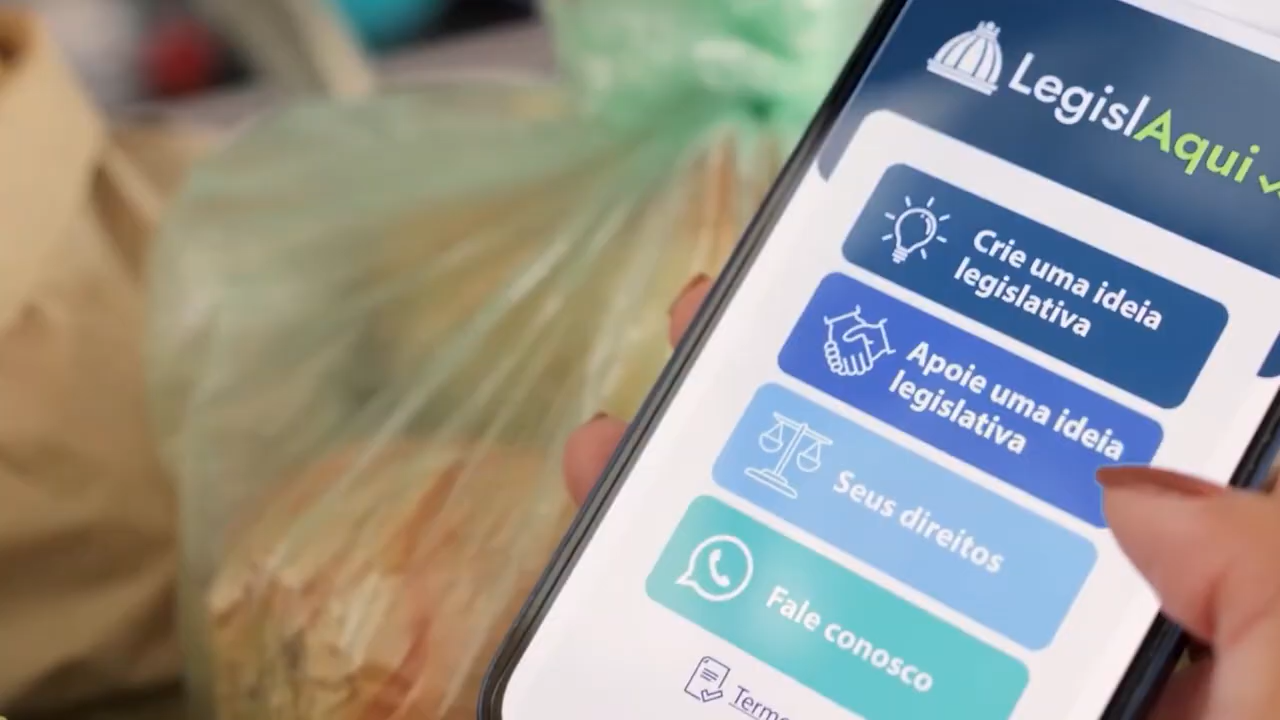 LegislAqui
Crie uma ideia
legislativa
Apoie uma ideia
legislativa
Seus direitos
Fale conosco